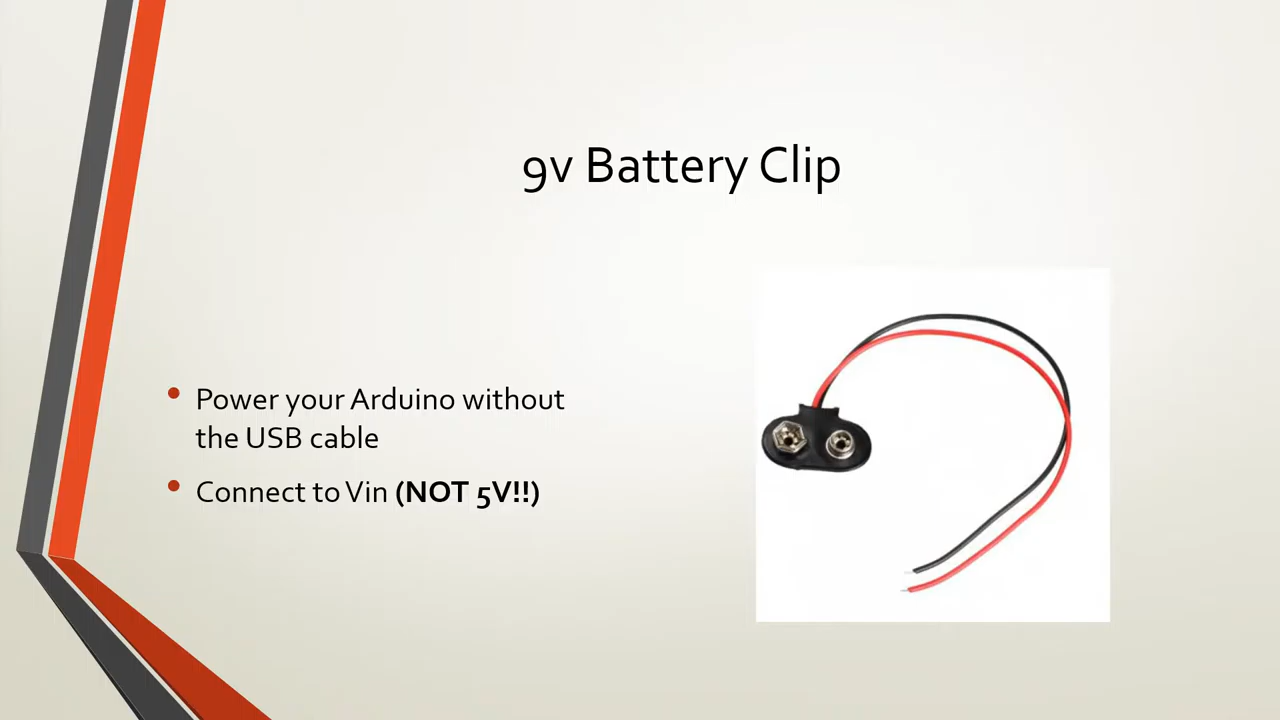 9v Battery Clip
• Power your Arduino without
the USB cable
• Connect to Vin (NOT 5V!!)